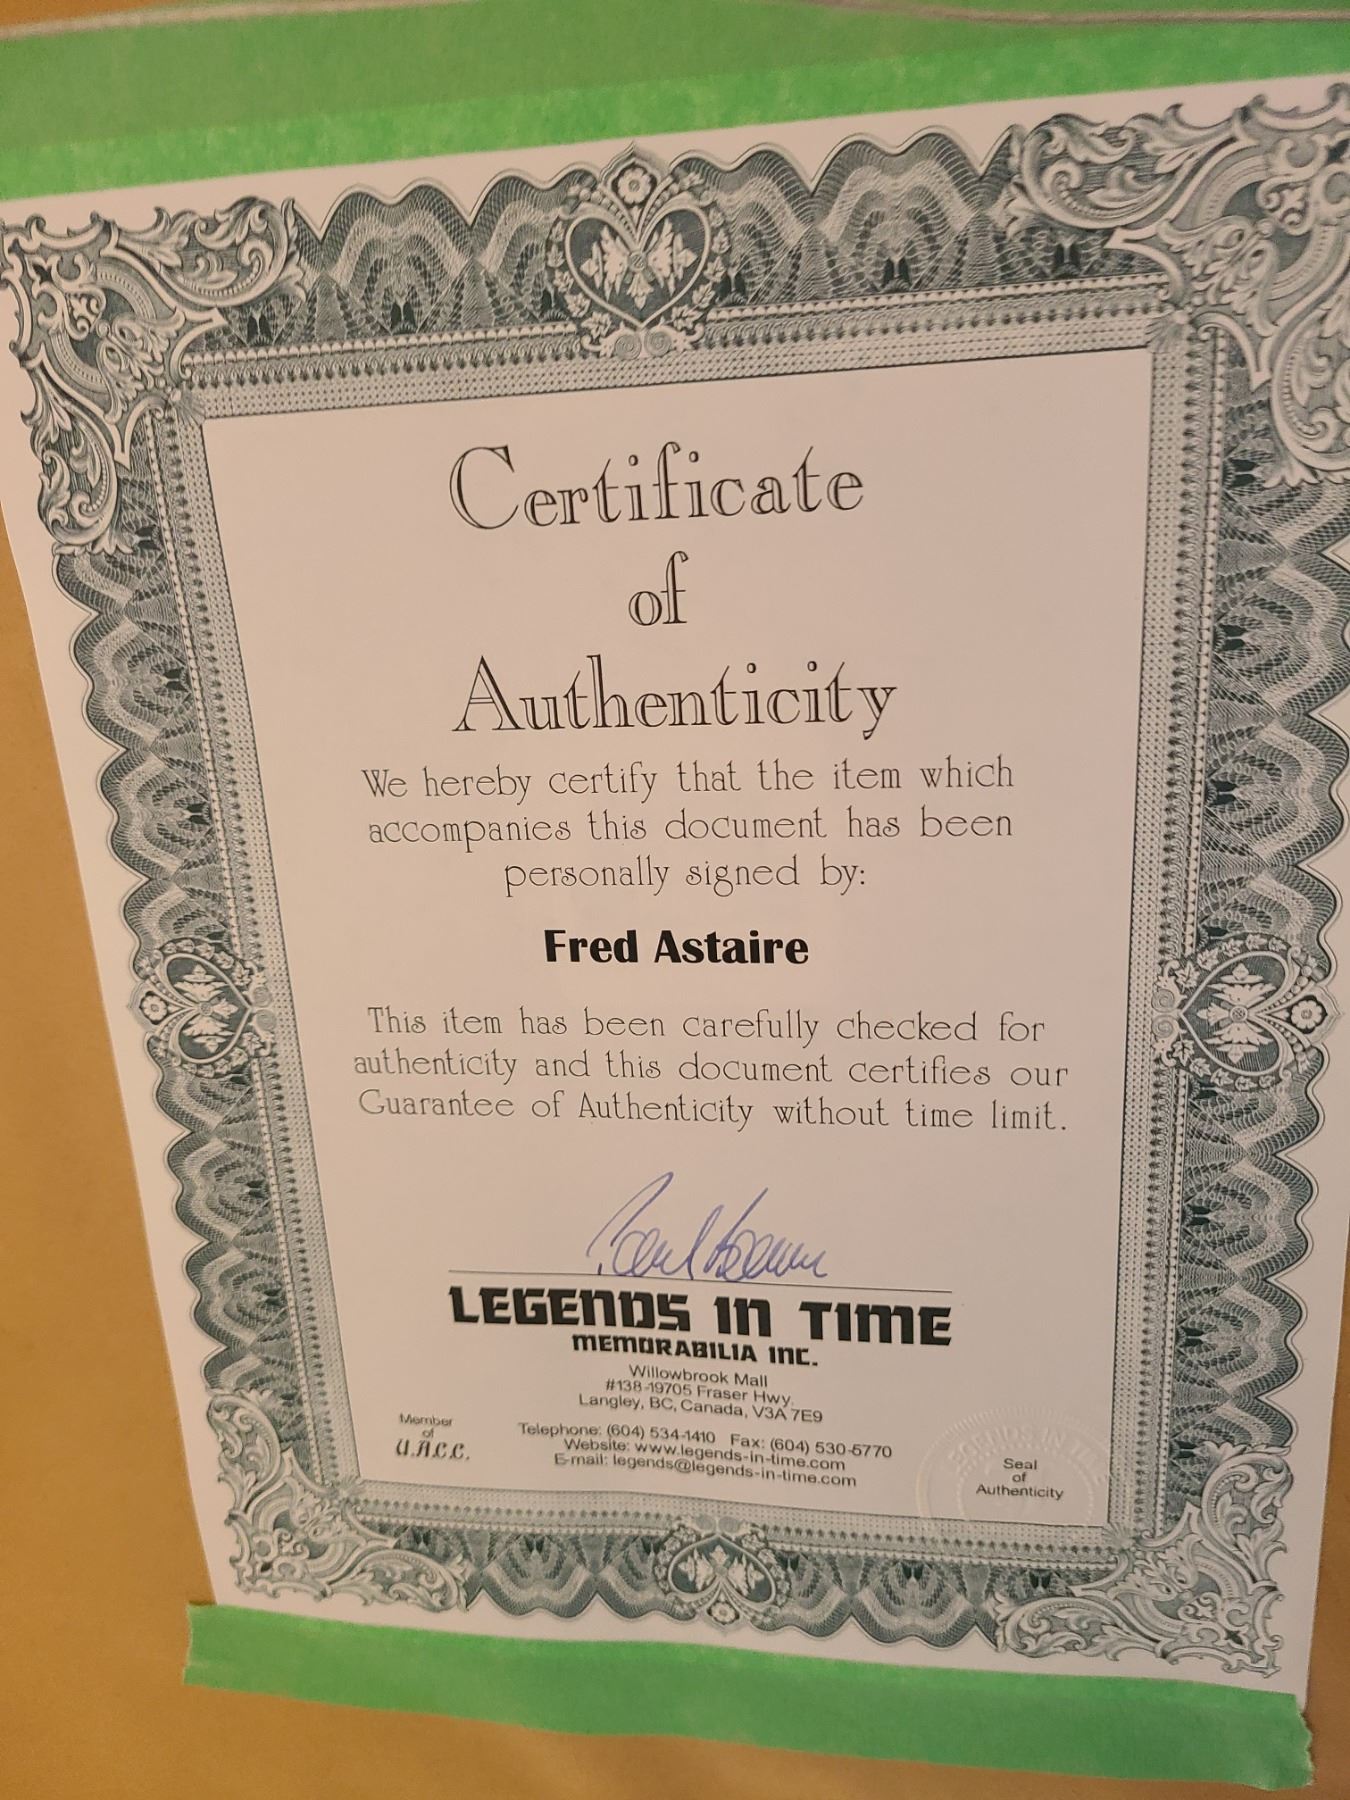 Certificate
of
Authenticity
We hereby certify that the item which
accompanies this document has been
personally signed by:
Fred Astaire
This item has been carefully checked for
authenticity and this document certifies our
Guarantee of Authenticity without time limit.
LEGENDS IN TIME
MEMORABILIA INC.
Willowbrook Mall
#138-19705 Fraser Hwy.
Langley, BC, Canada, V3A 7E9
Telephone: (604) 534-1410 Fax: (604) 530-5770
Website: www.legends-in-time.com
E-mail: legends@legends-in-time.com
Member
of
U.A.C.C.
LEGENDS IN TIME
Seal
of
Authenticity